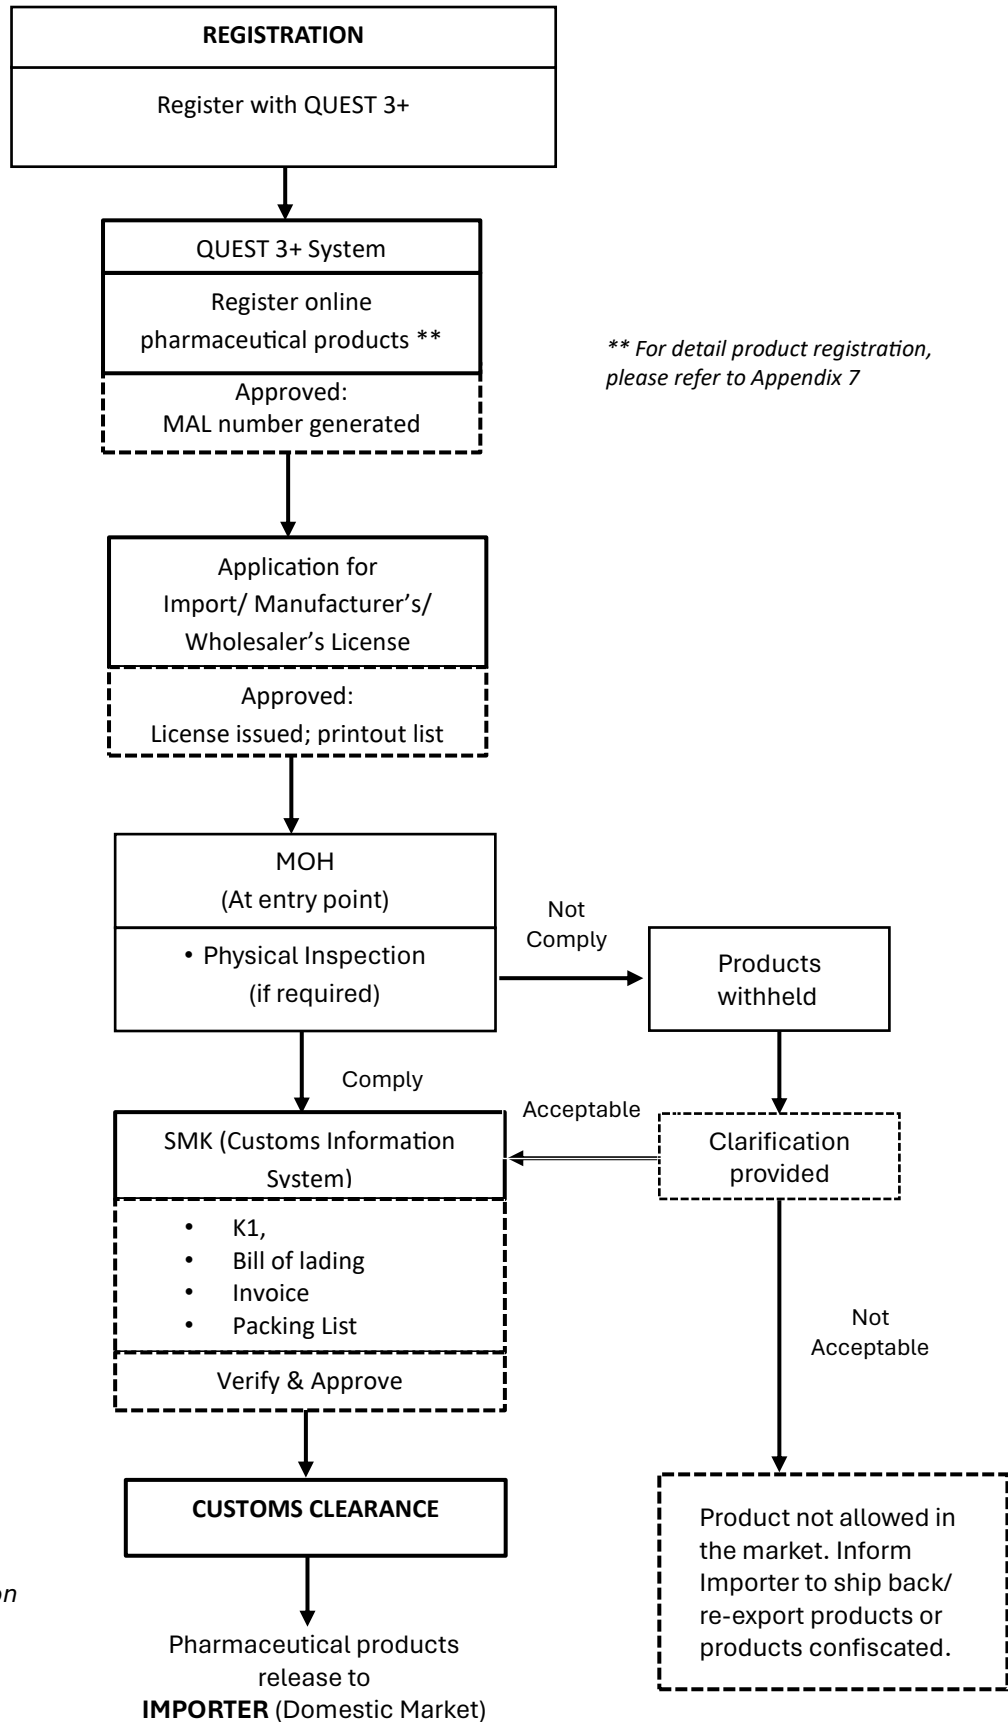 REGISTRATION
Register with QUEST 3+
QUEST 3+ System
Register online
pharmaceutical products **
** For detail product registration,
please refer to Appendix 7
Approved:
MAL number generated
Application for
Import/ Manufacturer’s/
Wholesaler’s License
Approved:
License issued; printout list
MOH
(At entry point)
• Physical Inspection
(if required)
Not
Comply
Products
withheld
Comply
Acceptable
SMK (Customs Information
System)
Clarification
provided
• K1,
• Bill of lading
• Invoice
• Packing List
Verify & Approve
Not
Acceptable
CUSTOMS CLEARANCE
Product not allowed in
the market. Inform
Importer to ship back/
re-export products or
products confiscated.
Pharmaceutical products
release to
IMPORTER (Domestic Market)